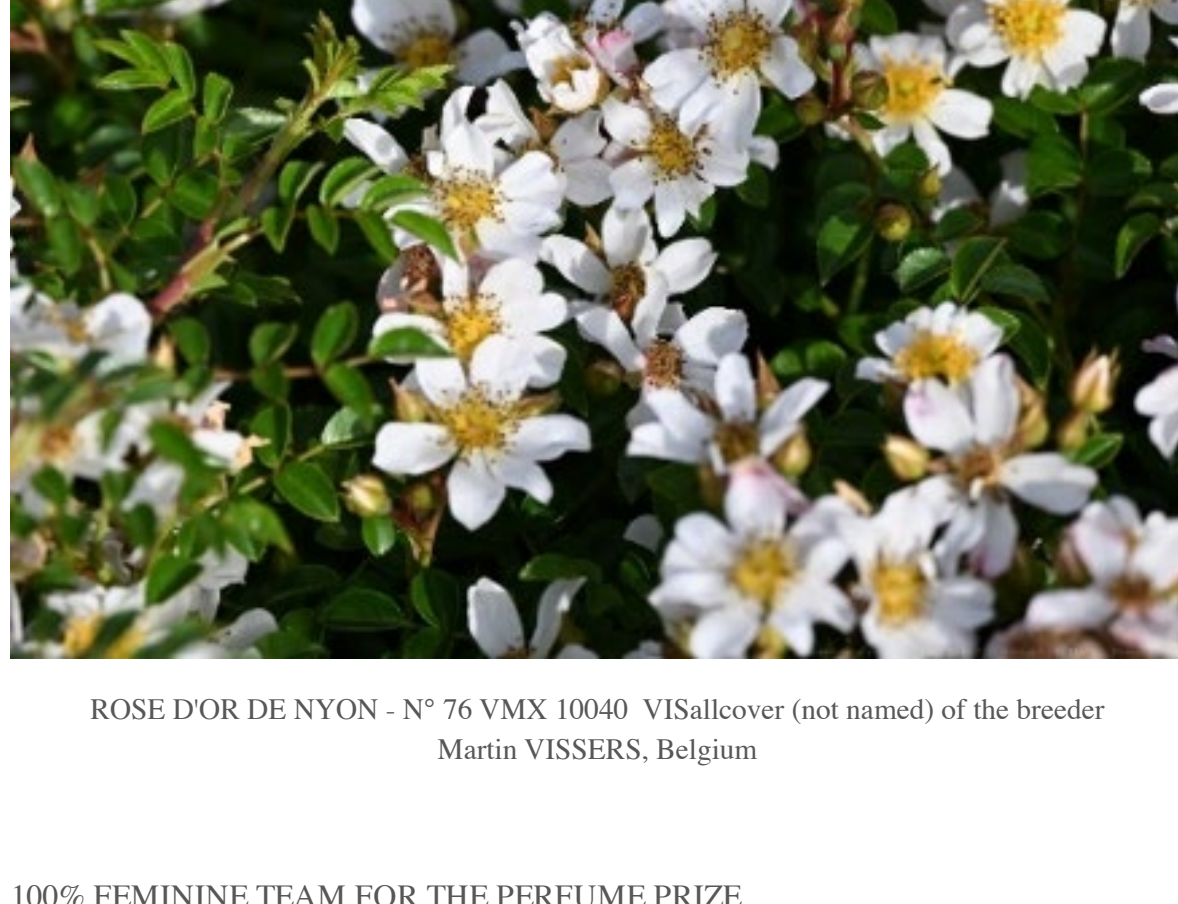 ROSE D'OR DE NYON - N° 76 VMX 10040  VISallcover (not named) of the breeder
Martin VISSERS, Belgium
100% FEMININE TEAM FOR THE PERFUME PRIZE